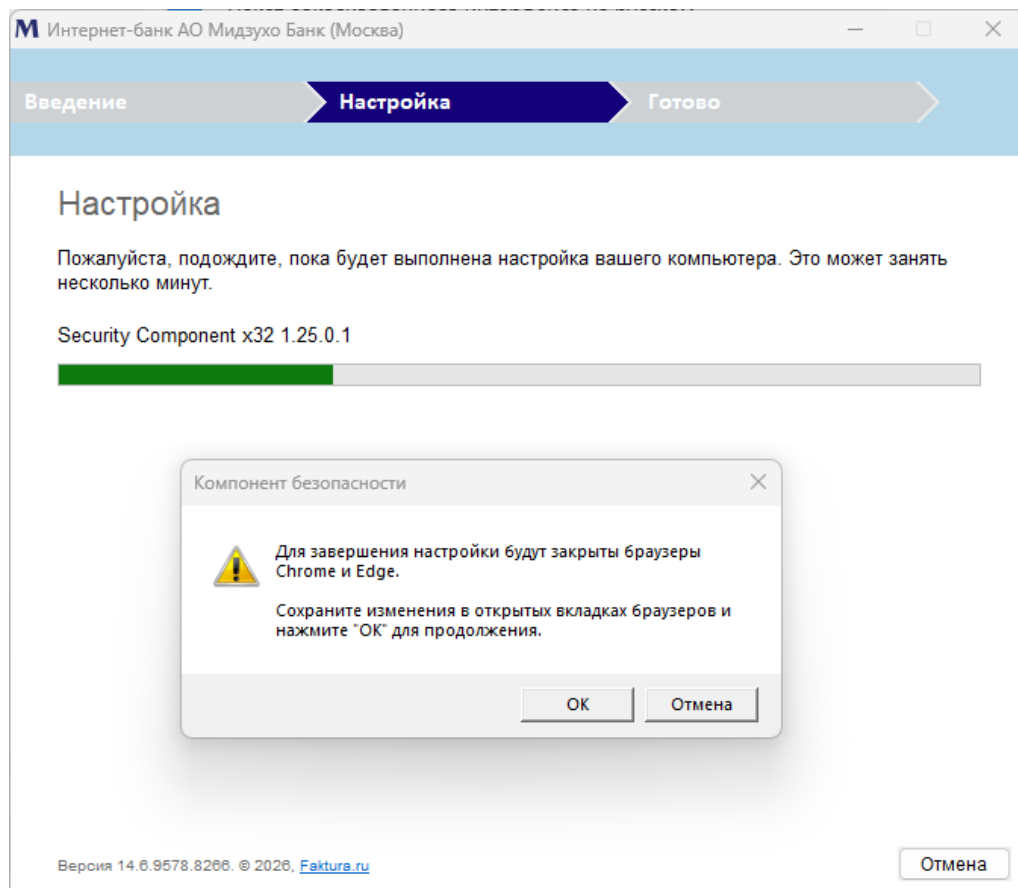 M Интернет-банк АО Мидзухо Банк (Москва)
Введение
Настройка
Готово
Настройка
Пожалуйста, подождите, пока будет выполнена настройка вашего компьютера. Это может занять
несколько минут.
Security Component x32 1.25.0.1
Компонент безопасности
Для завершения настройки будут закрыты браузеры
Chrome и Edge.
Сохраните изменения в открытых вкладках браузеров и
нажмите "ОК" для продолжения.
ОК
Отмена
Версия 14.6.9578.8266. © 2026, Faktura.ru
Отмена